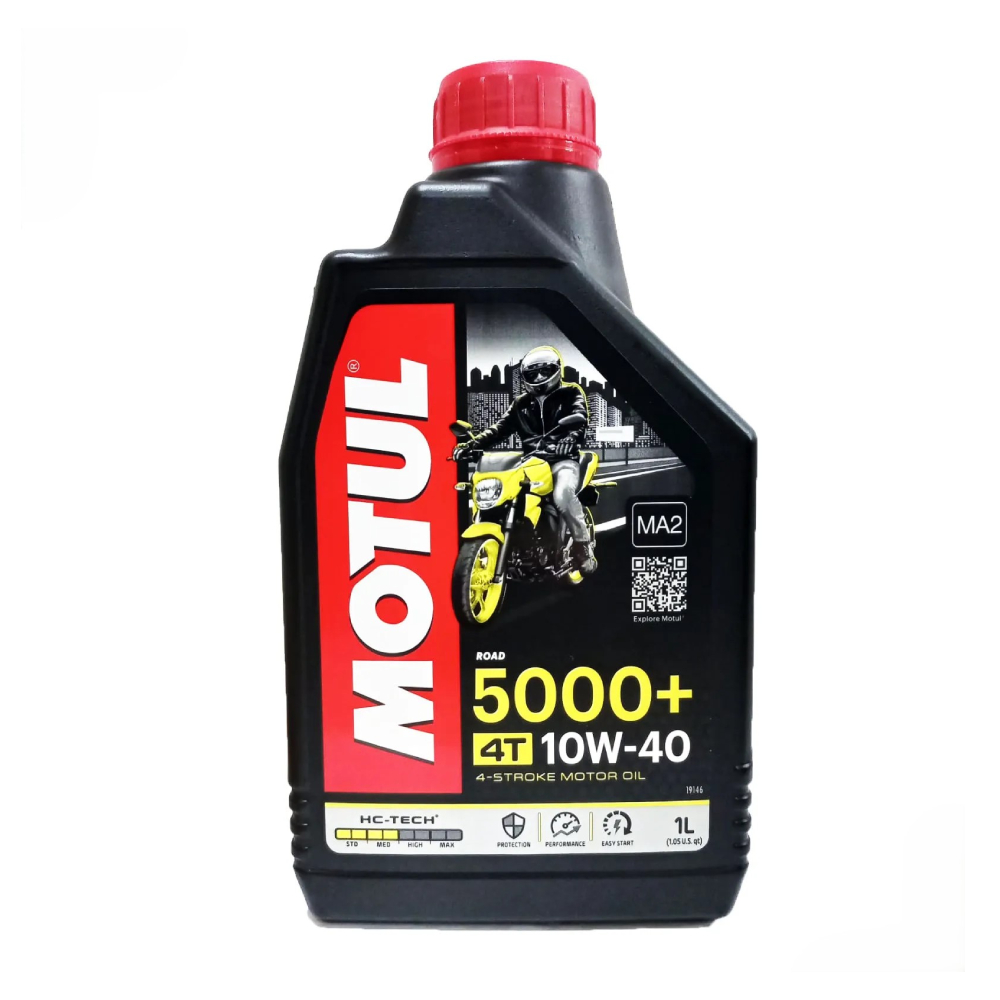 MOTUL®
MA2
Explore Motul
ROAD
5000+
4T 10W-40
4-STROKE MOTOR OIL
19146
HC-TECH®
STD MED HIGH MAX
PROTECTION PERFORMANCE EASY START
1L
(1.05 U.S. qt)